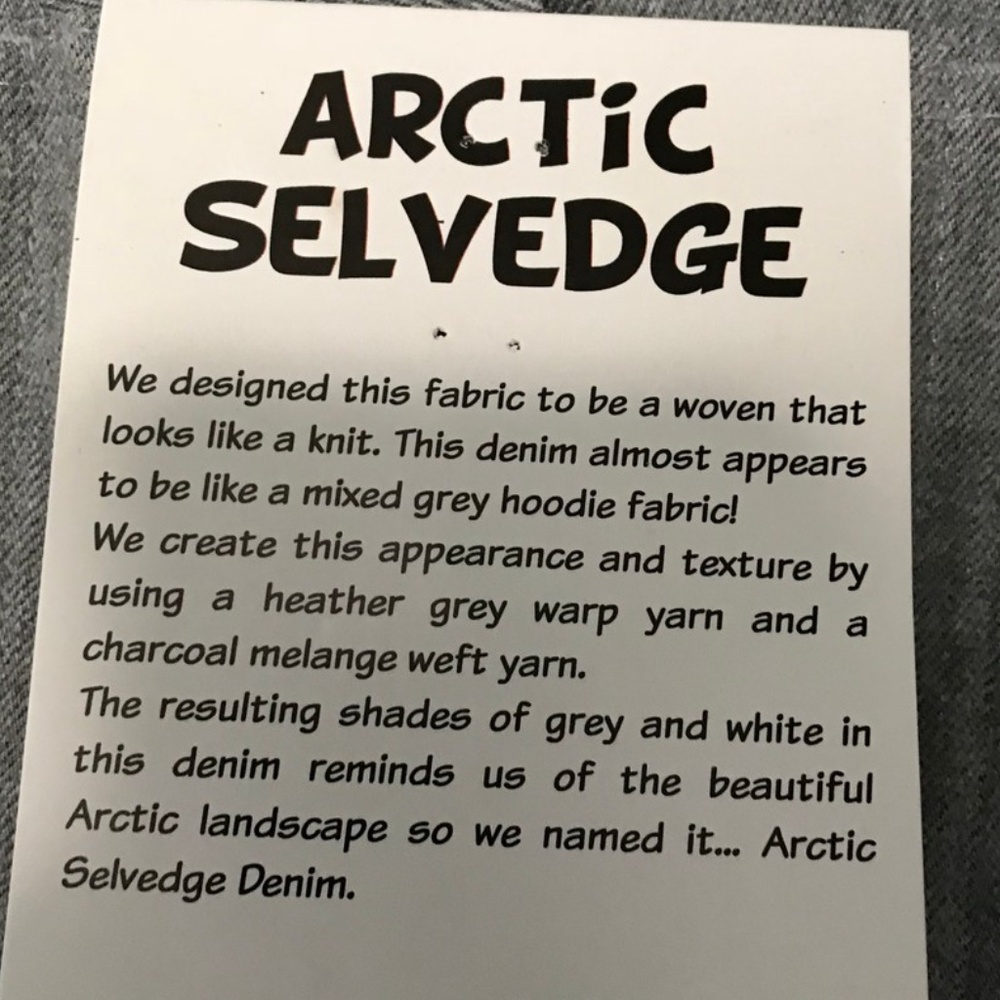 ARCTiC
SELVEDGE
We designed this fabric to be a woven that
looks like a knit. This denim almost appears
to be like a mixed grey hoodie fabric!
We create this appearance and texture by
using a heather grey warp yarn and a
charcoal melange weft yarn.
The resulting shades of grey and white in
this denim reminds us of the beautiful
Arctic landscape so we named it... Arctic
Selvedge Denim.